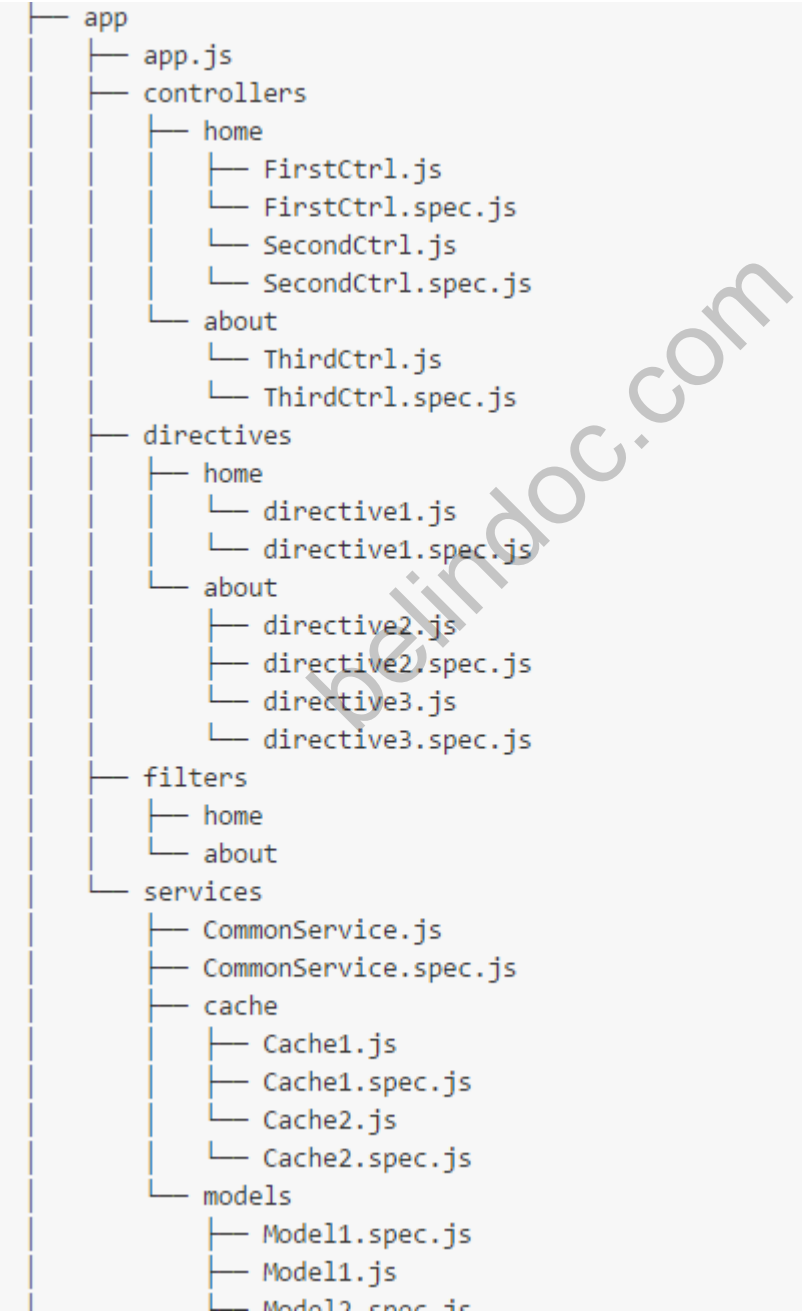 ├── app
│   ├── app.js
│   ├── controllers
│   │   ├── home
│   │   │   ├── FirstCtrl.js
│   │   │   └── FirstCtrl.spec.js
│   │   │   └── SecondCtrl.js
│   │   │   └── SecondCtrl.spec.js
│   │   └── about
│   │       └── ThirdCtrl.js
│   │       └── ThirdCtrl.spec.js
│   ├── directives
│   │   ├── home
│   │   │   └── directive1.js
│   │   │   └── directive1.spec.js
│   │   └── about
│   │       ├── directive2.js
│   │       ├── directive2.spec.js
│   │       └── directive3.js
│   │       └── directive3.spec.js
│   ├── filters
│   │   ├── home
│   │   └── about
│   └── services
│       ├── CommonService.js
│       ├── CommonService.spec.js
│       ├── cache
│       │   ├── Cache1.js
│       │   ├── Cache1.spec.js
│       │   └── Cache2.js
│       │   └── Cache2.spec.js
│       └── models
│           ├── Model1.spec.js
│           ├── Model1.js
│           └── Model2.spec.js
belindoc.com